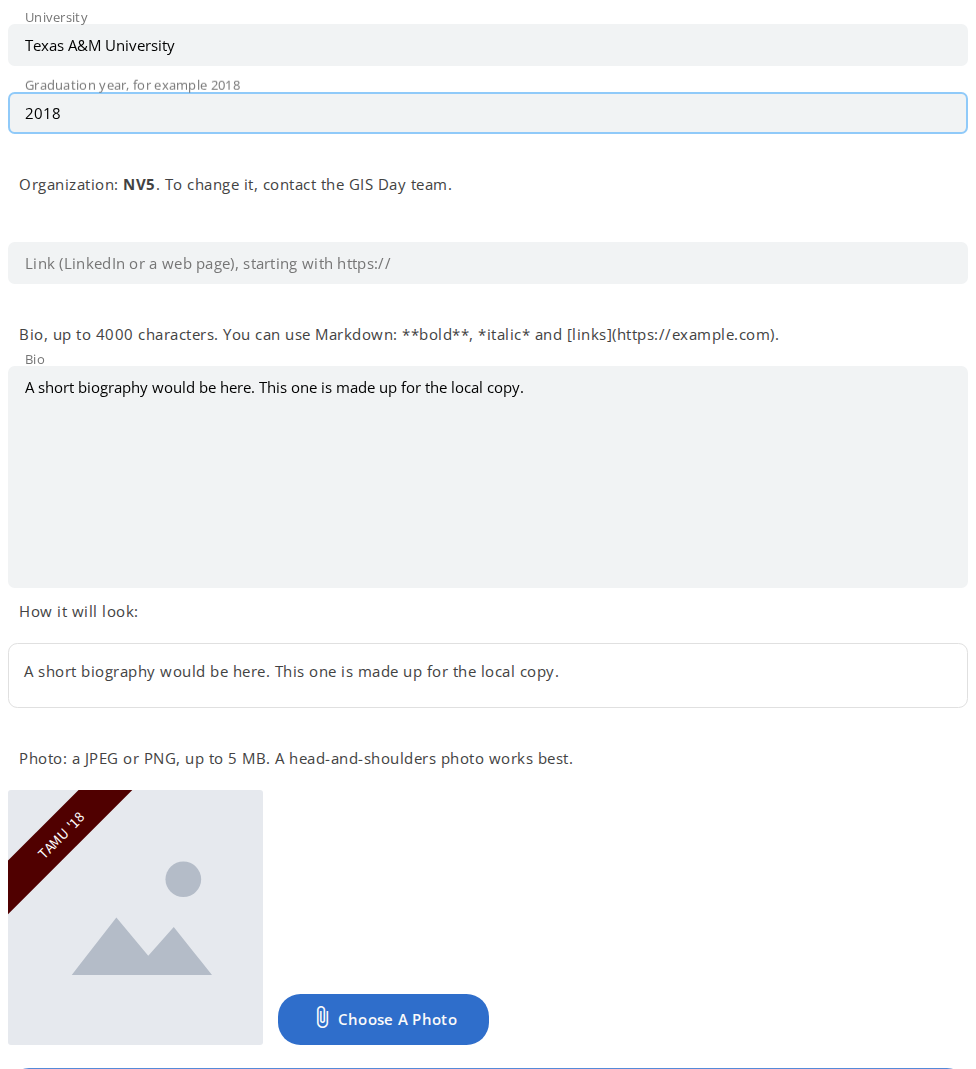 University
Texas A&M University
Graduation year, for example 2018
2018
Organization: NV5. To change it, contact the GIS Day team.
Link (LinkedIn or a web page), starting with https://
Bio, up to 4000 characters. You can use Markdown: **bold**, *italic* and [links](https://example.com).
Bio
A short biography would be here. This one is made up for the local copy.
How it will look:
A short biography would be here. This one is made up for the local copy.
Photo: a JPEG or PNG, up to 5 MB. A head-and-shoulders photo works best.
TAMU '18
Choose A Photo